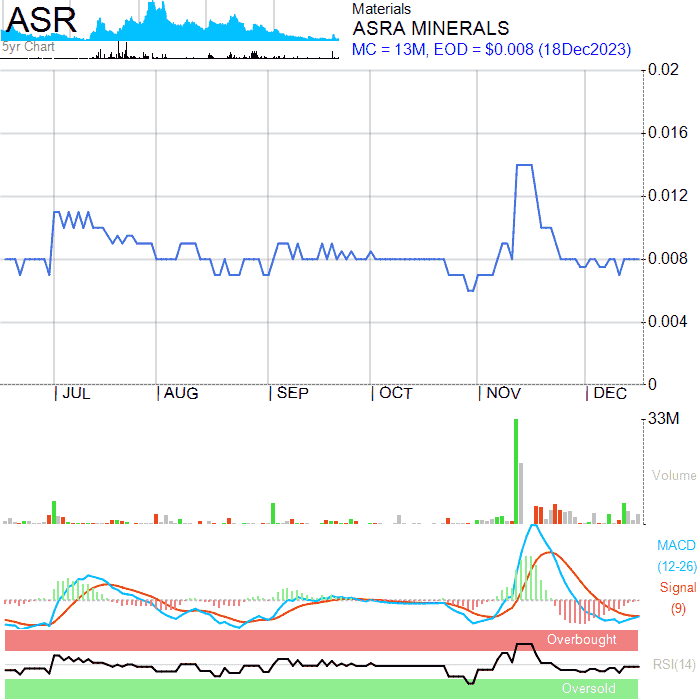 ASR
5yr Chart
Materials
ASRA MINERALS
MC = 13M, EOD = $0.008 (18Dec2023)
0.02
0.016
0.012
0.008
0.004
0
JUL AUG SEP OCT NOV DEC
33M
Volume
MACD
(12-26)
Signal
(9)
Overbought
RSI(14)
Oversold